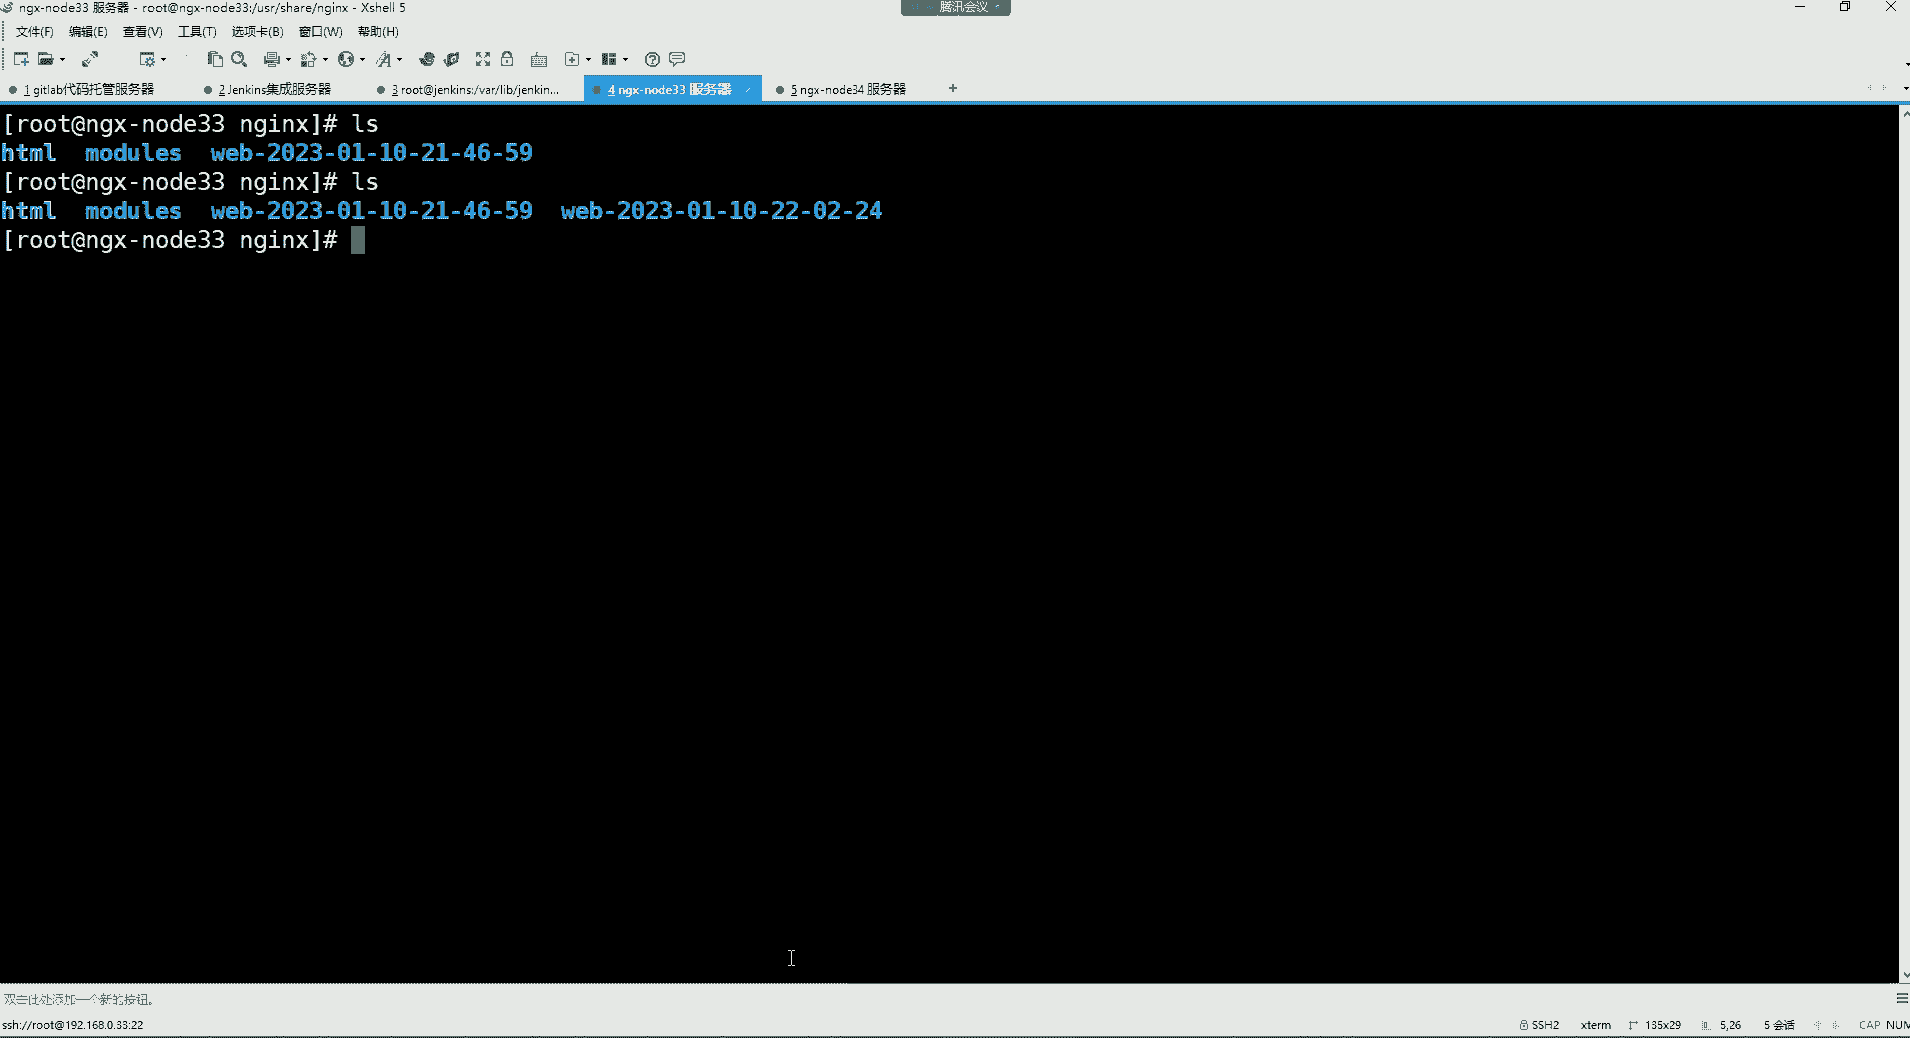 ngx-node33 服务器 - root@ngx-node33:/usr/share/nginx - Xshell 5
腾讯会议
文件(F) 编辑(E) 查看(V) 工具(T) 选项卡(B) 窗口(W) 帮助(H)
1 gitlab代码托管服务器 2 Jenkins集成服务器 3 root@jenkins:/var/lib/jenkin... 4 ngx-node33 服务器 5 ngx-node34 服务器 +
[root@ngx-node33 nginx]# ls
html modules web-2023-01-10-21-46-59
[root@ngx-node33 nginx]# ls
html modules web-2023-01-10-21-46-59 web-2023-01-10-22-02-24
[root@ngx-node33 nginx]#
双击此处添加一个新的按钮。
ssh://root@192.168.0.33:22
SSH2 xterm 135x29 5,26 5 会话 CAP NUM